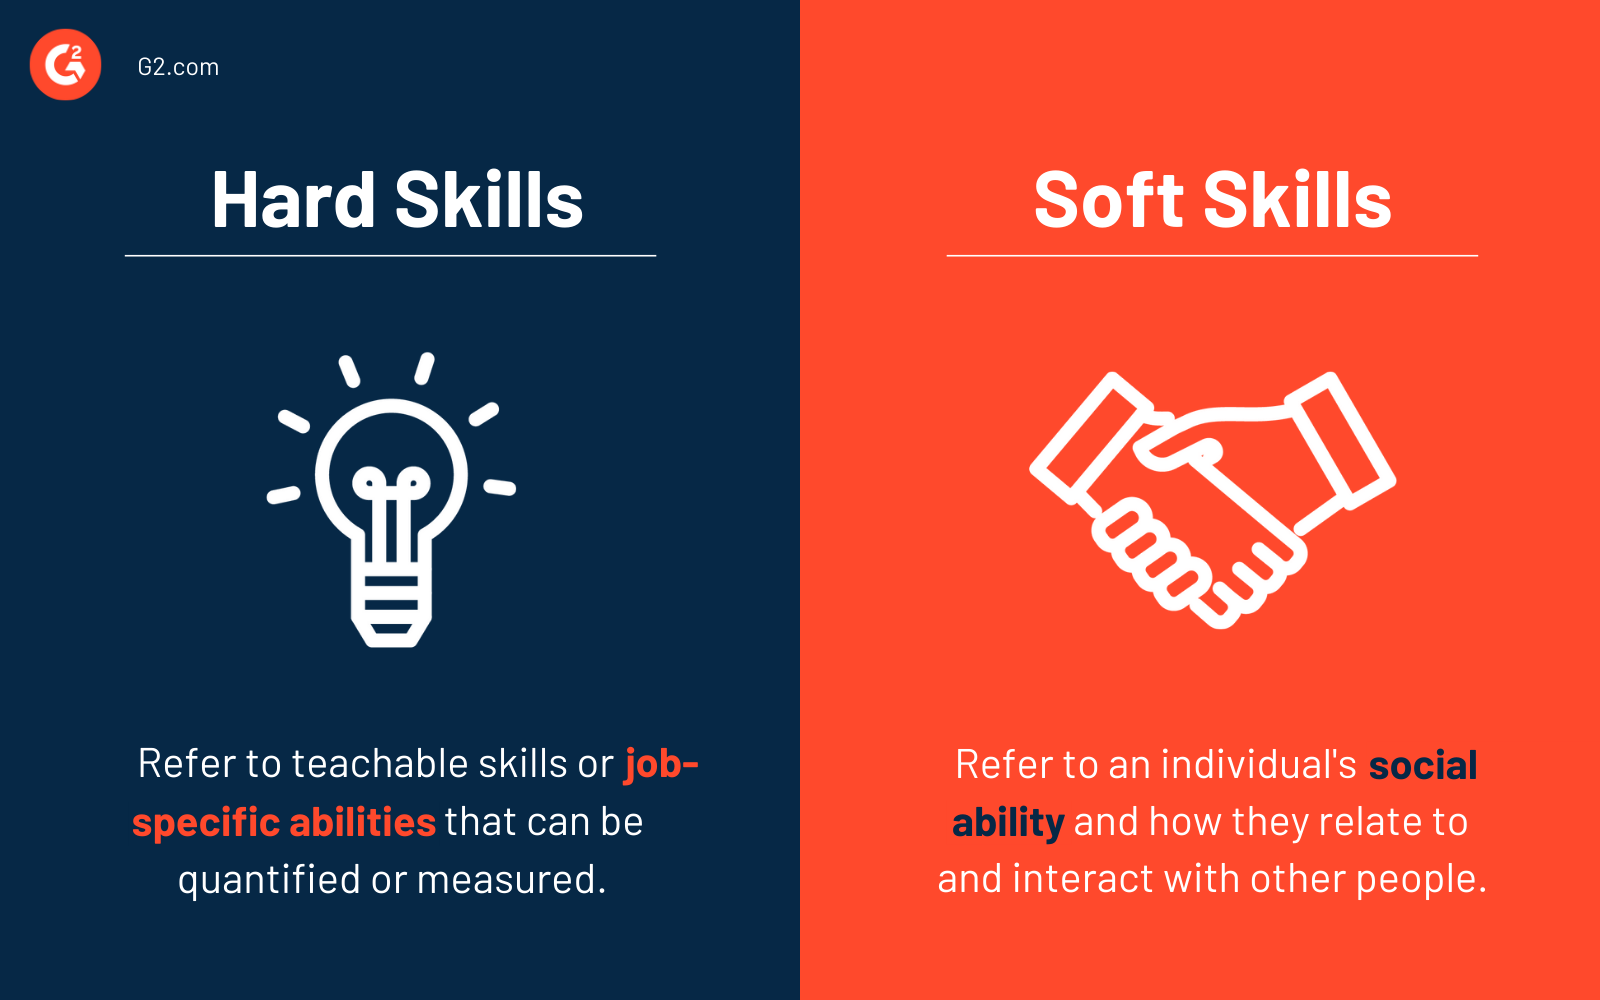 G2
G2.com
Hard Skills
Refer to teachable skills or job-
specific abilities that can be
quantified or measured.
Soft Skills
Refer to an individual's social
ability and how they relate to
and interact with other people.